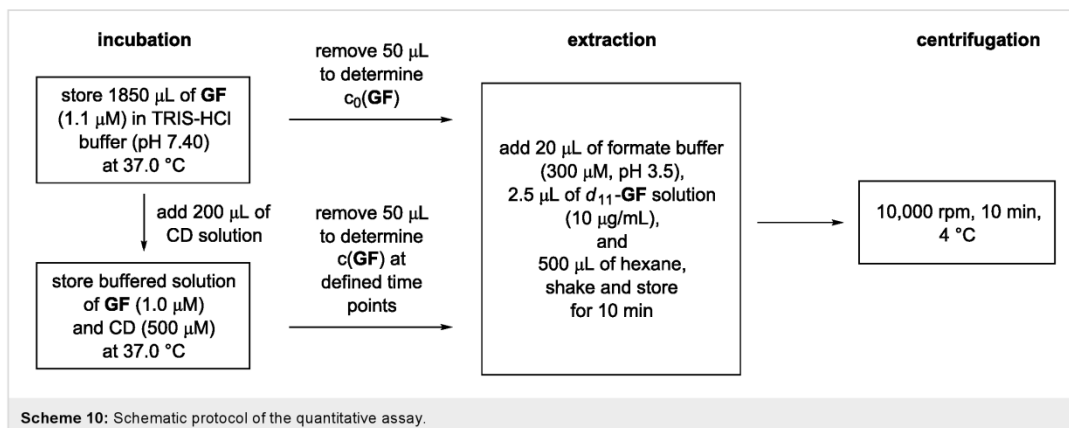 incubation
store 1850 μL of GF
(1.1 μM) in TRIS-HCl
buffer (pH 7.40)
at 37.0 °C
remove 50 μL
to determine
c₀(GF)
add 200 μL of
CD solution
store buffered solution
of GF (1.0 μM)
and CD (500 μM)
at 37.0 °C
remove 50 μL
to determine
c(GF) at
defined time
points
extraction
add 20 μL of formate buffer
(300 μM, pH 3.5),
2.5 μL of d₁₁-GF solution
(10 μg/mL),
and
500 μL of hexane,
shake and store
for 10 min
centrifugation
10,000 rpm, 10 min,
4 °C
Scheme 10: Schematic protocol of the quantitative assay.